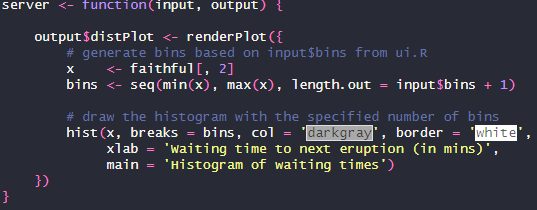 server <- function(input, output) {
output$distPlot <- renderPlot({
# generate bins based on input$bins from ui.R
x    <- faithful[, 2]
bins <- seq(min(x), max(x), length.out = input$bins + 1)
# draw the histogram with the specified number of bins
hist(x, breaks = bins, col = 'darkgray', border = 'white',
xlab = 'Waiting time to next eruption (in mins)',
main = 'Histogram of waiting times')
})
}